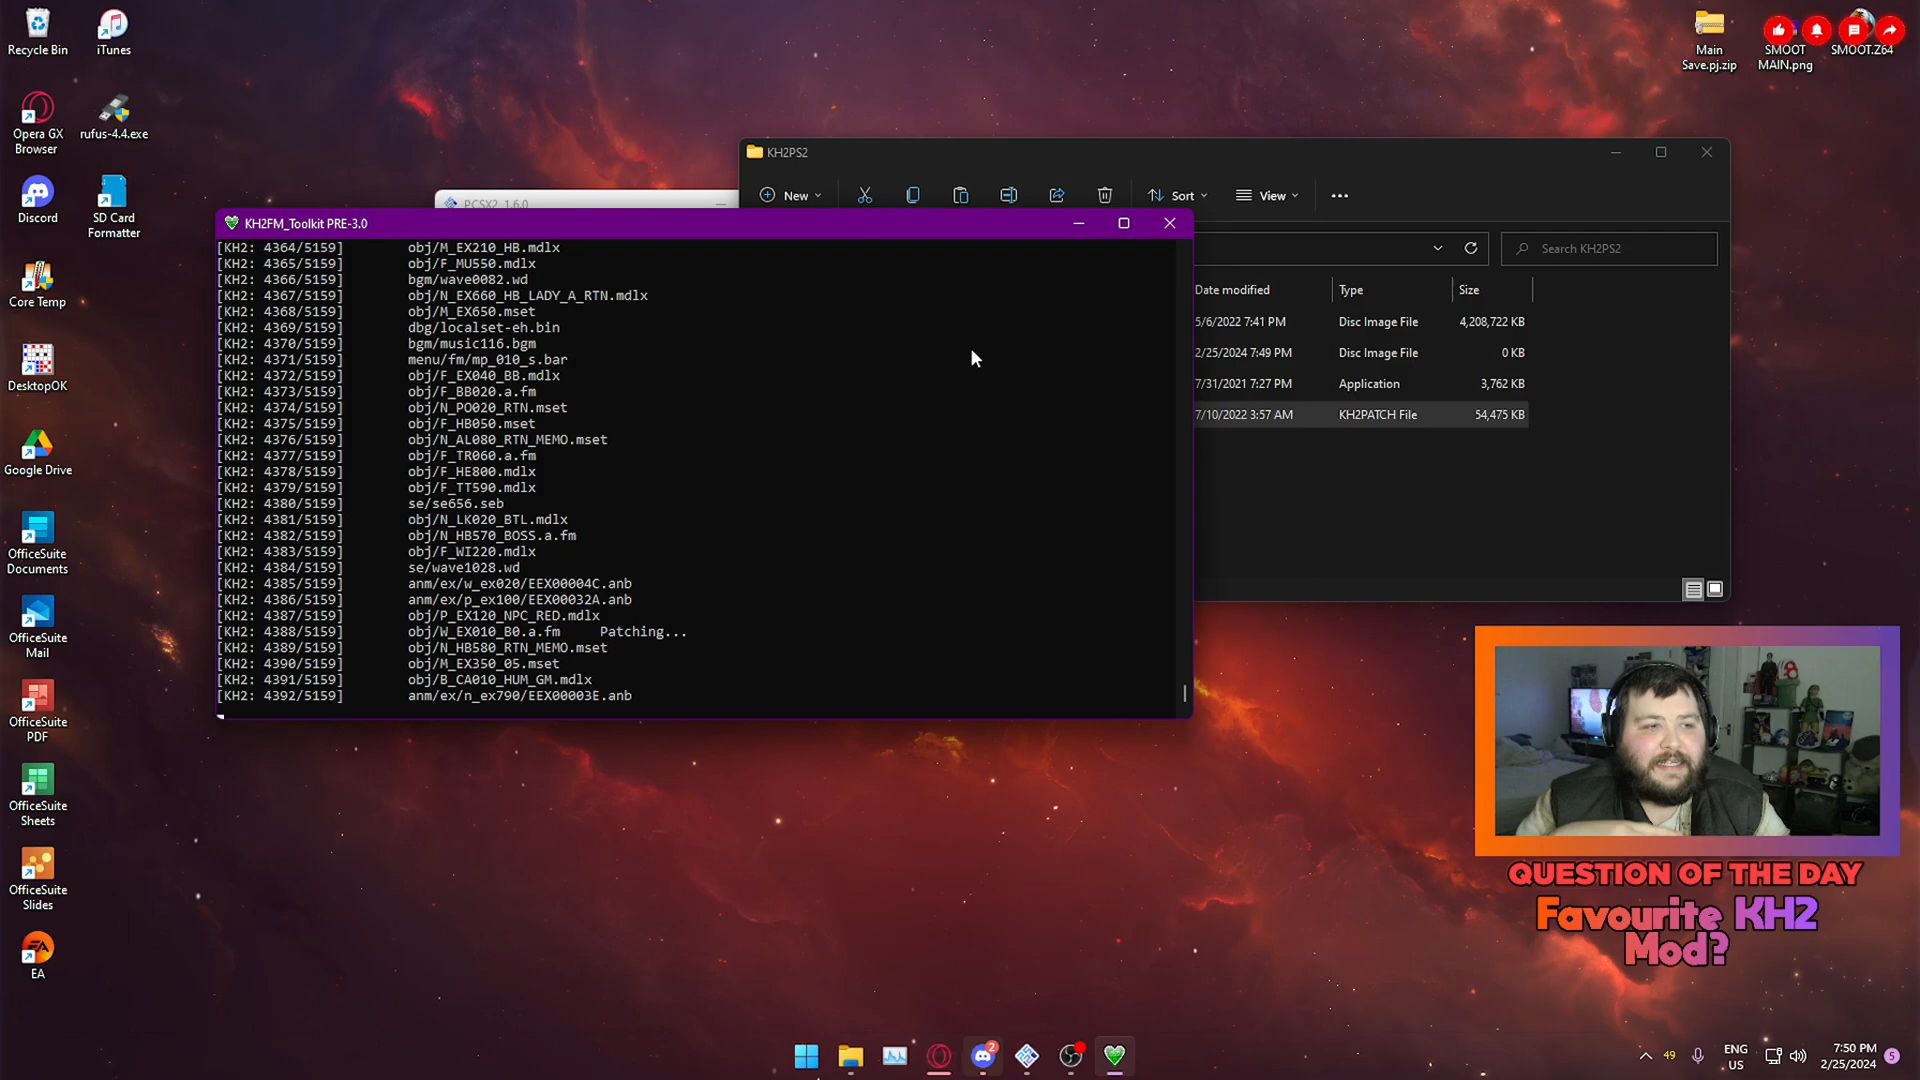 Recycle Bin
iTunes
Opera GX
Browser
rufus-4.4.exe
Discord
SD Card
Formatter
Core Temp
DesktopOK
Google Drive
OfficeSuite
Documents
OfficeSuite
Mail
OfficeSuite
PDF
OfficeSuite
Sheets
OfficeSuite
Slides
EA
Main
Save.pj.zip
SMOOT
MAIN.png
SMOOT.Z64
PCSX2 1.6.0
KH2PS2
New
Sort
View
Search KH2PS2
Date modified Type Size
5/6/2022 7:41 PM Disc Image File 4,208,722 KB
2/25/2024 7:49 PM Disc Image File 0 KB
7/31/2021 7:27 PM Application 3,762 KB
7/10/2022 3:57 AM KH2PATCH File 54,475 KB
KH2FM_Toolkit PRE-3.0
[KH2: 4364/5159] obj/M_EX210_HB.mdlx
[KH2: 4365/5159] obj/F_MU550.mdlx
[KH2: 4366/5159] bgm/wave0082.wd
[KH2: 4367/5159] obj/N_EX660_HB_LADY_A_RTN.mdlx
[KH2: 4368/5159] obj/M_EX650.mset
[KH2: 4369/5159] dbg/localset-eh.bin
[KH2: 4370/5159] bgm/music116.bgm
[KH2: 4371/5159] menu/fm/mp_010_s.bar
[KH2: 4372/5159] obj/F_EX040_BB.mdlx
[KH2: 4373/5159] obj/F_BB020.a.fm
[KH2: 4374/5159] obj/N_PO020_RTN.mset
[KH2: 4375/5159] obj/F_HB050.mset
[KH2: 4376/5159] obj/N_AL080_RTN_MEMO.mset
[KH2: 4377/5159] obj/F_TR060.a.fm
[KH2: 4378/5159] obj/F_HE800.mdlx
[KH2: 4379/5159] obj/F_TT590.mdlx
[KH2: 4380/5159] se/se656.seb
[KH2: 4381/5159] obj/N_LK020_BTL.mdlx
[KH2: 4382/5159] obj/N_HB570_BOSS.a.fm
[KH2: 4383/5159] obj/F_WI220.mdlx
[KH2: 4384/5159] se/wave1028.wd
[KH2: 4385/5159] anm/ex/w_ex020/EEX00004C.anb
[KH2: 4386/5159] anm/ex/p_ex100/EEX00032A.anb
[KH2: 4387/5159] obj/P_EX120_NPC_RED.mdlx
[KH2: 4388/5159] obj/W_EX010_B0.a.fm Patching...
[KH2: 4389/5159] obj/N_HB580_RTN_MEMO.mset
[KH2: 4390/5159] obj/M_EX350_05.mset
[KH2: 4391/5159] obj/B_CA010_HUM_GM.mdlx
[KH2: 4392/5159] anm/ex/n_ex790/EEX00003E.anb
QUESTION OF THE DAY
Favourite KH2
Mod?
2
49
ENG
US
7:50 PM
2/25/2024
5